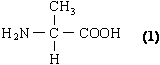 CH₃
H₂N—C—COOH (1)
H